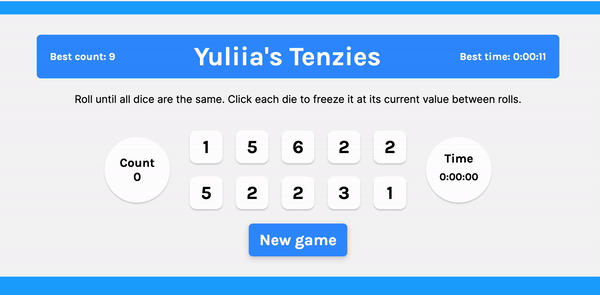 Best count: 9
Yuliia's Tenzies
Best time: 0:00:11
Roll until all dice are the same. Click each die to freeze it at its current value between rolls.
Count
0
1 5 6 2 2
5 2 2 3 1
Time
0:00:00
New game